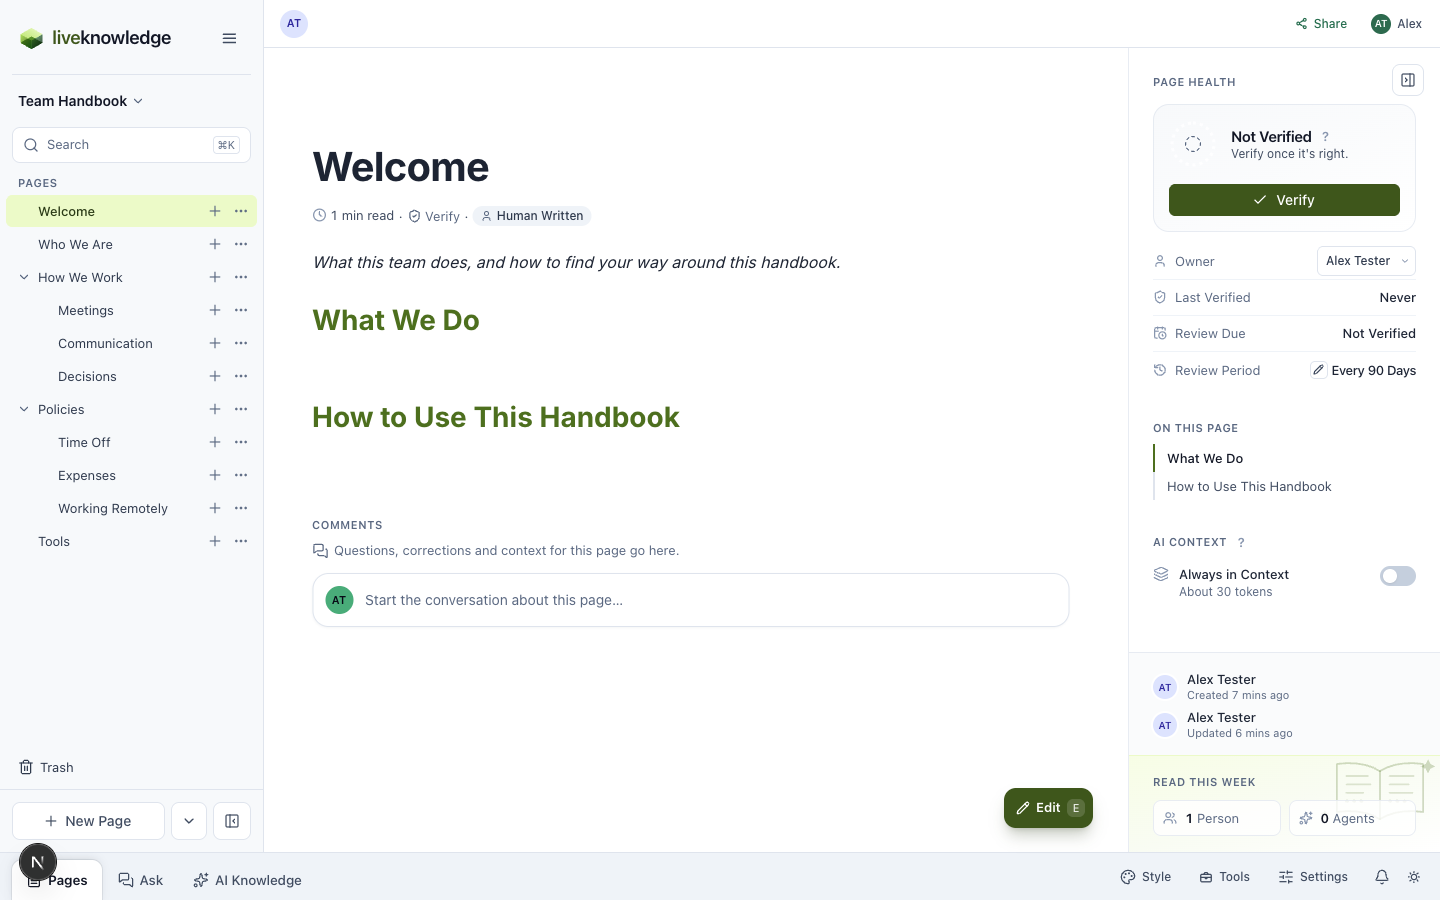 liveknowledge
Team Handbook
Search ⌘K
PAGES
Welcome
Who We Are
How We Work
Meetings
Communication
Decisions
Policies
Time Off
Expenses
Working Remotely
Tools
Trash
New Page
AT
Share
AT Alex
Welcome
1 min read · Verify · Human Written
What this team does, and how to find your way around this handbook.
What We Do
How to Use This Handbook
COMMENTS
Questions, corrections and context for this page go here.
AT Start the conversation about this page...
Edit E
PAGE HEALTH
Not Verified ?
Verify once it's right.
Verify
Owner Alex Tester
Last Verified Never
Review Due Not Verified
Review Period Every 90 Days
ON THIS PAGE
What We Do
How to Use This Handbook
AI CONTEXT ?
Always in Context
About 30 tokens
AT Alex Tester
Created 7 mins ago
AT Alex Tester
Updated 6 mins ago
READ THIS WEEK
1 Person
0 Agents
N
Pages
Ask
AI Knowledge
Style
Tools
Settings